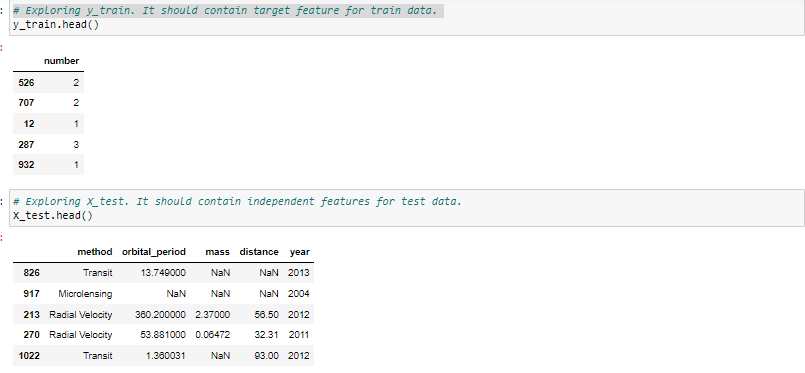 # Exploring y_train. It should contain target feature for train data.
y_train.head()
number
526 2
707 2
12 1
287 3
932 1
# Exploring X_test. It should contain independent features for test data.
X_test.head()
method orbital_period mass distance year
826 Transit 13.749000 NaN NaN 2013
917 Microlensing NaN NaN NaN 2004
213 Radial Velocity 360.200000 2.37000 56.50 2012
270 Radial Velocity 53.881000 0.06472 32.31 2011
1022 Transit 1.360031 NaN 93.00 2012